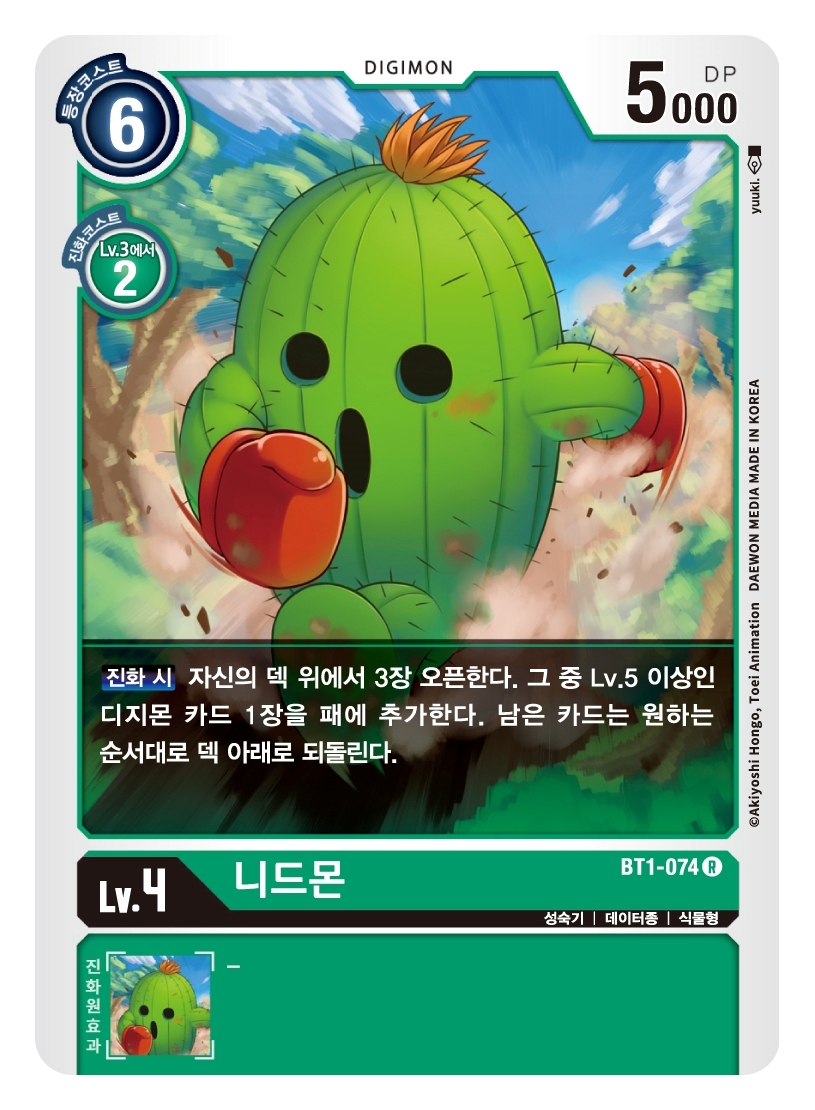 DIGIMON
등장코스트
6
DP
5000
진화코스트
Lv.3에서
2
yuuki.
©Akiyoshi Hongo, Toei Animation DAEWON MEDIA MADE IN KOREA
진화 시 자신의 덱 위에서 3장 오픈한다. 그 중 Lv.5 이상인
디지몬 카드 1장을 패에 추가한다. 남은 카드는 원하는
순서대로 덱 아래로 되돌린다.
Lv.4
니드몬
BT1-074 R
성숙기 | 데이터종 | 식물형
진화원효과
–